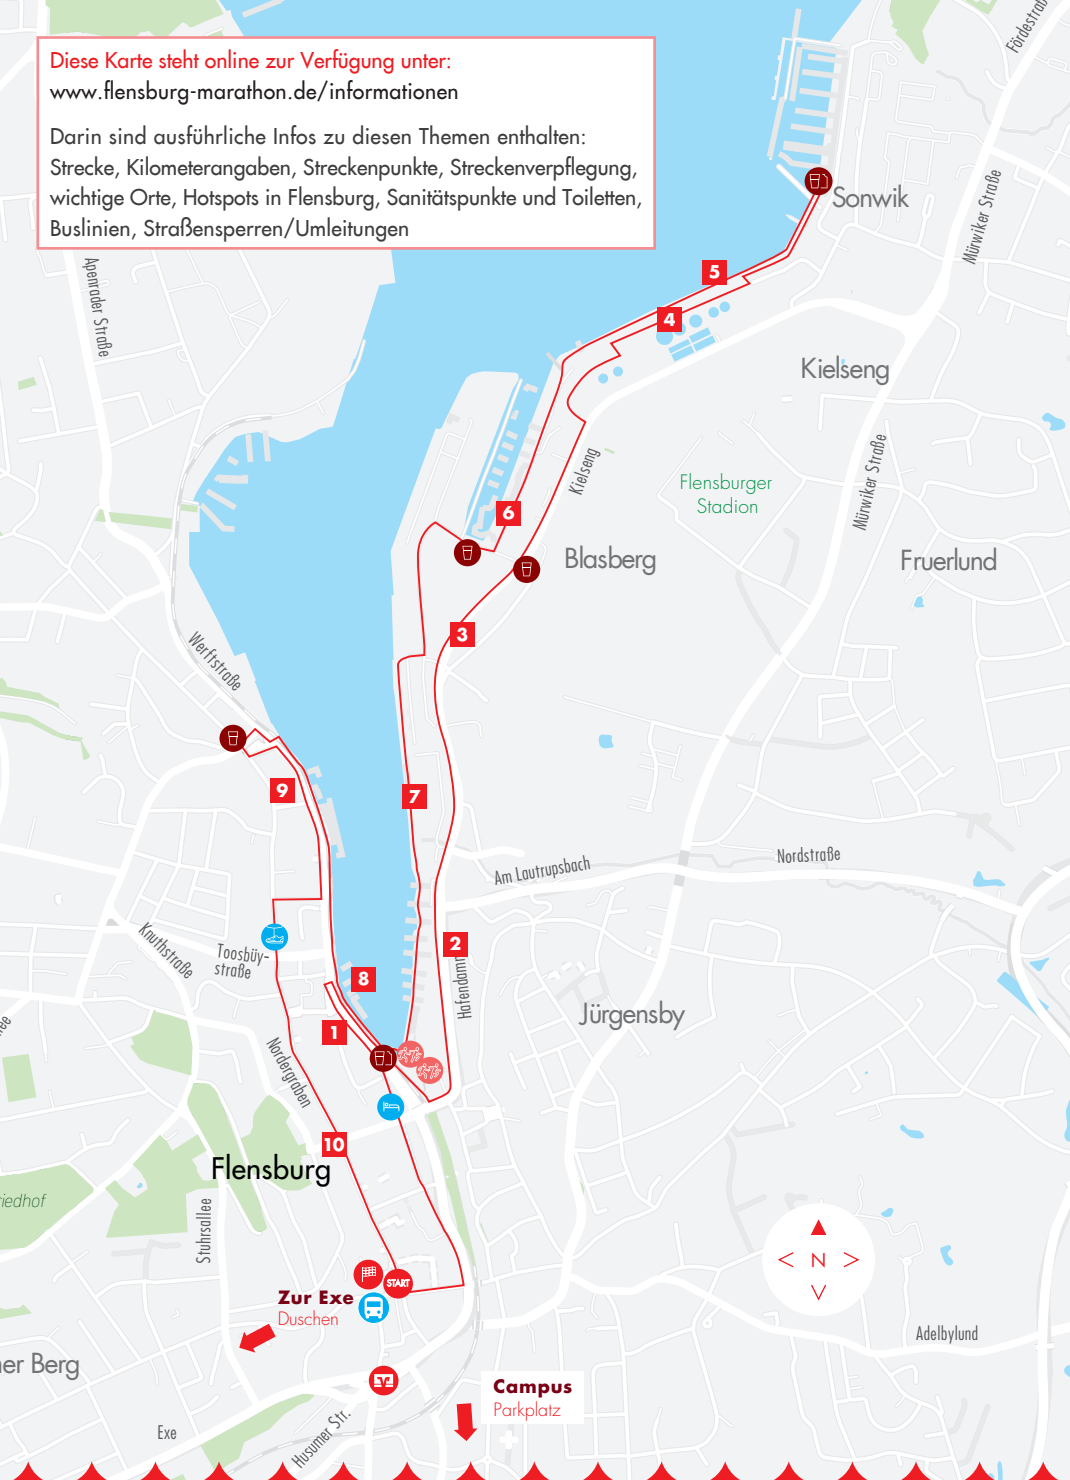 Diese Karte steht online zur Verfügung unter:
www.flensburg-marathon.de/informationen
Darin sind ausführliche Infos zu diesen Themen enthalten:
Strecke, Kilometerangaben, Streckenpunkte, Streckenverpflegung,
wichtige Orte, Hotspots in Flensburg, Sanitätspunkte und Toiletten,
Buslinien, Straßensperren/Umleitungen
Fördestraß
Mürwiker Straße
Sonwik
Apenrader Straße
5
4
Kielseng
Kielseng
Mürwiker Straße
Flensburger
Stadion
6
Blasberg
Fruerlund
3
Werftstraße
9
7
Nordstraße
Am Lautrupsbach
Knuthstraße
Toosbüy-
straße
2
Hafendamm
8
1
Jürgensby
Nordergraben
10
Flensburg
riedhof
Stuhrsallee
N
START
Zur Exe
Duschen
Adelbylund
er Berg
Campus
Parkplatz
Exe
Husumer Str.